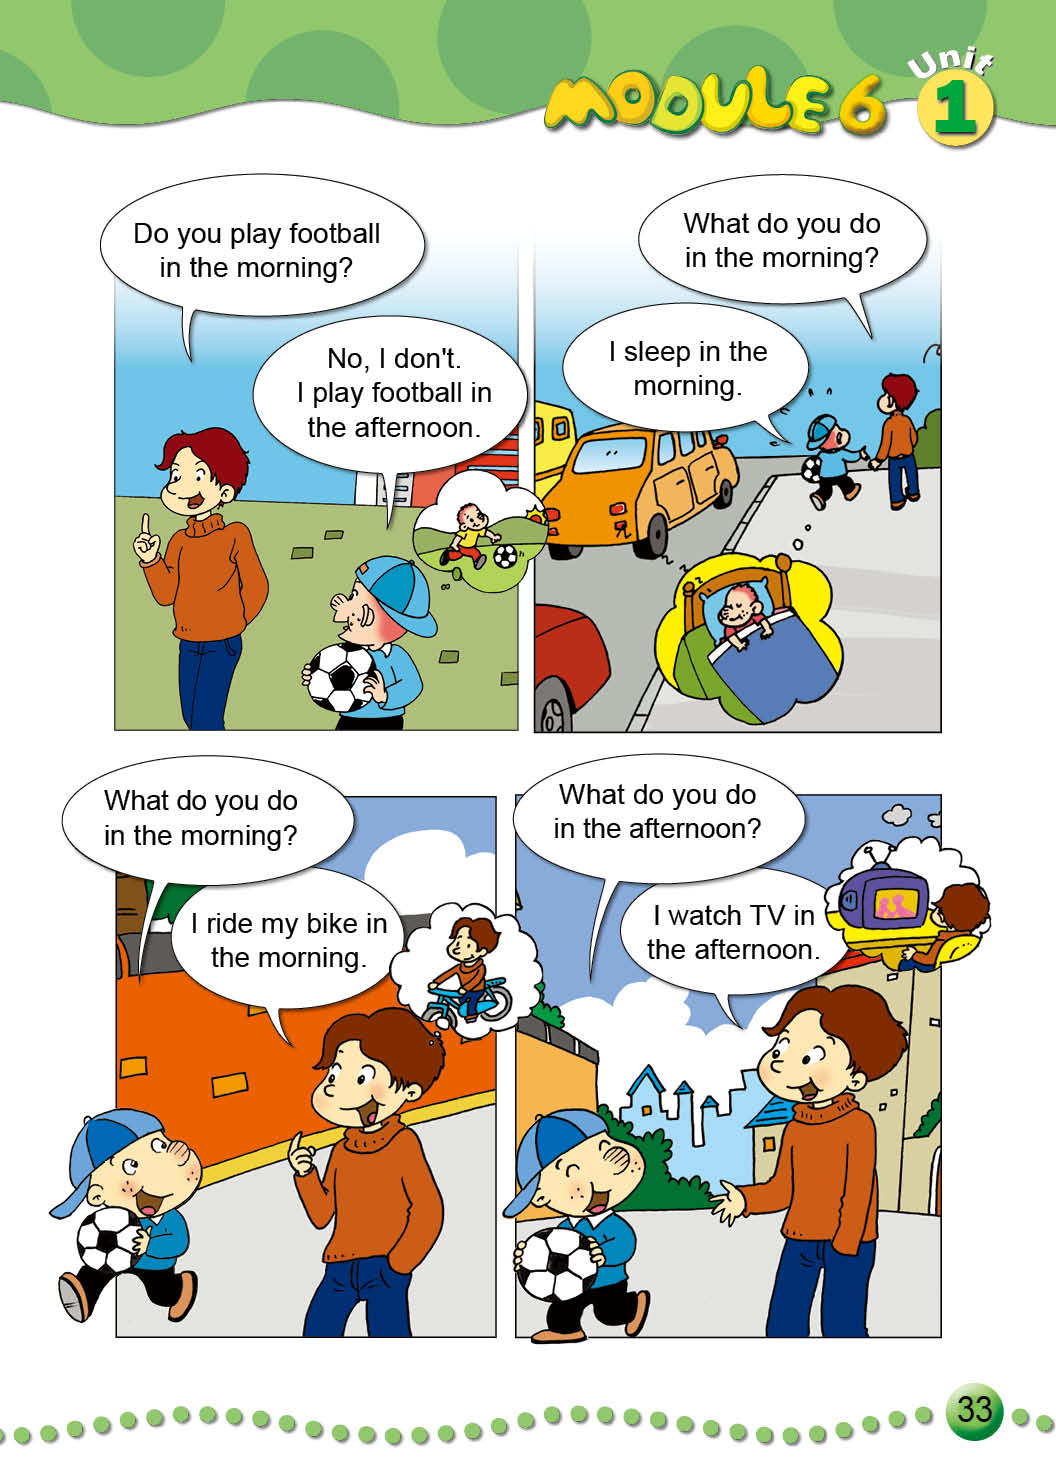 MODULE 6
Unit
1
Do you play football
in the morning?
No, I don't.
I play football in
the afternoon.
What do you do
in the morning?
I sleep in the
morning.
z z z
What do you do
in the morning?
I ride my bike in
the morning.
What do you do
in the afternoon?
I watch TV in
the afternoon.
33